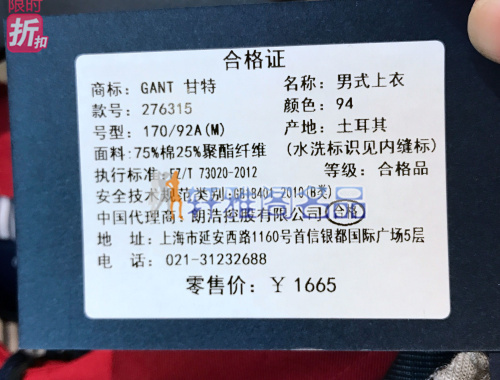 限时
折扣
合格证
商标: GANT 甘特 名称: 男式上衣
款号: 276315 颜色: 94
号型: 170/92A(M) 产地: 土耳其
面料: 75%棉25%聚酯纤维 (水洗标识见内缝标)
执行标准: FZ/T 73020-2012 等级: 合格品
安全技术规范类别: GB18401-2010(B类)
中国代理商: 朗浩控股有限公司 合格
地 址: 上海市延安西路1160号首信银都国际广场5层
电 话: 021-31232688
零售价: ¥ 1665